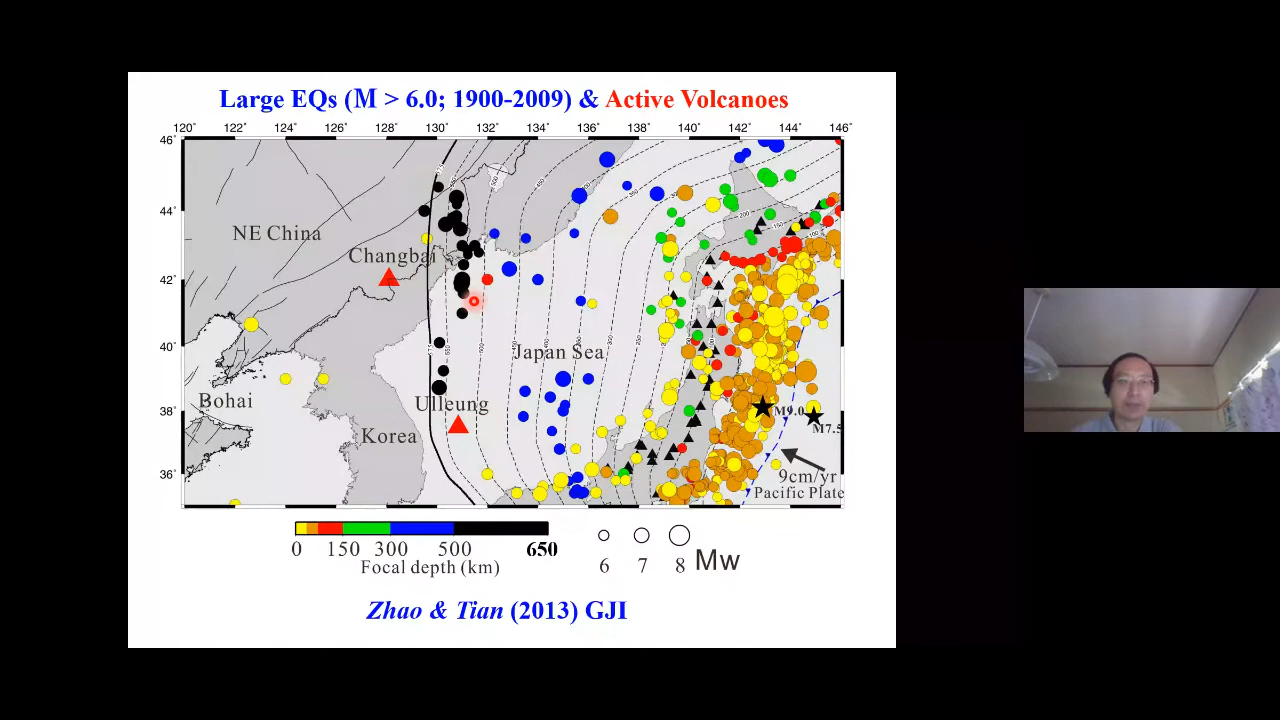 Large EQs (M > 6.0; 1900-2009) & Active Volcanoes
120° 122° 124° 126° 128° 130° 132° 134° 136° 138° 140° 142° 144° 146°
46°
44°
NE China
Changbai
42°
40°
Japan Sea
Bohai
Ulleung
38°
M9.0
M7.5
Korea
36°
9cm/yr
Pacific Plate
0 150 300 500 650
Focal depth (km)
6 7 8 Mw
Zhao & Tian (2013) GJI